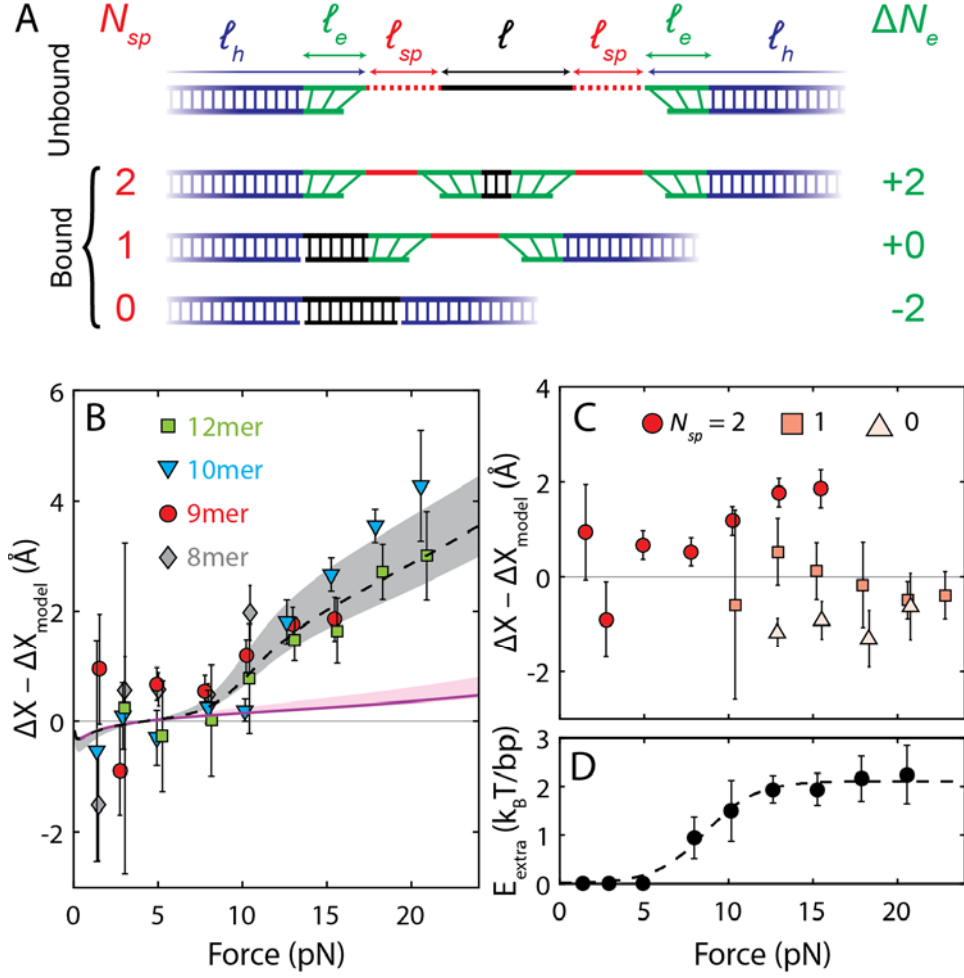 A N_sp ℓ_h ℓ_e ℓ_sp ℓ ℓ_sp ℓ_e ℓ_h ΔN_e
Unbound
Bound
2 +2
1 +0
0 -2
B
12mer
10mer
9mer
8mer
ΔX − ΔX_model (Å)
6
4
2
0
-2
0 5 10 15 20
Force (pN)
C N_sp = 2 1 0
ΔX − ΔX_model (Å)
4
2
0
-2
D
E_extra (k_BT/bp)
3
2
1
0
0 5 10 15 20
Force (pN)